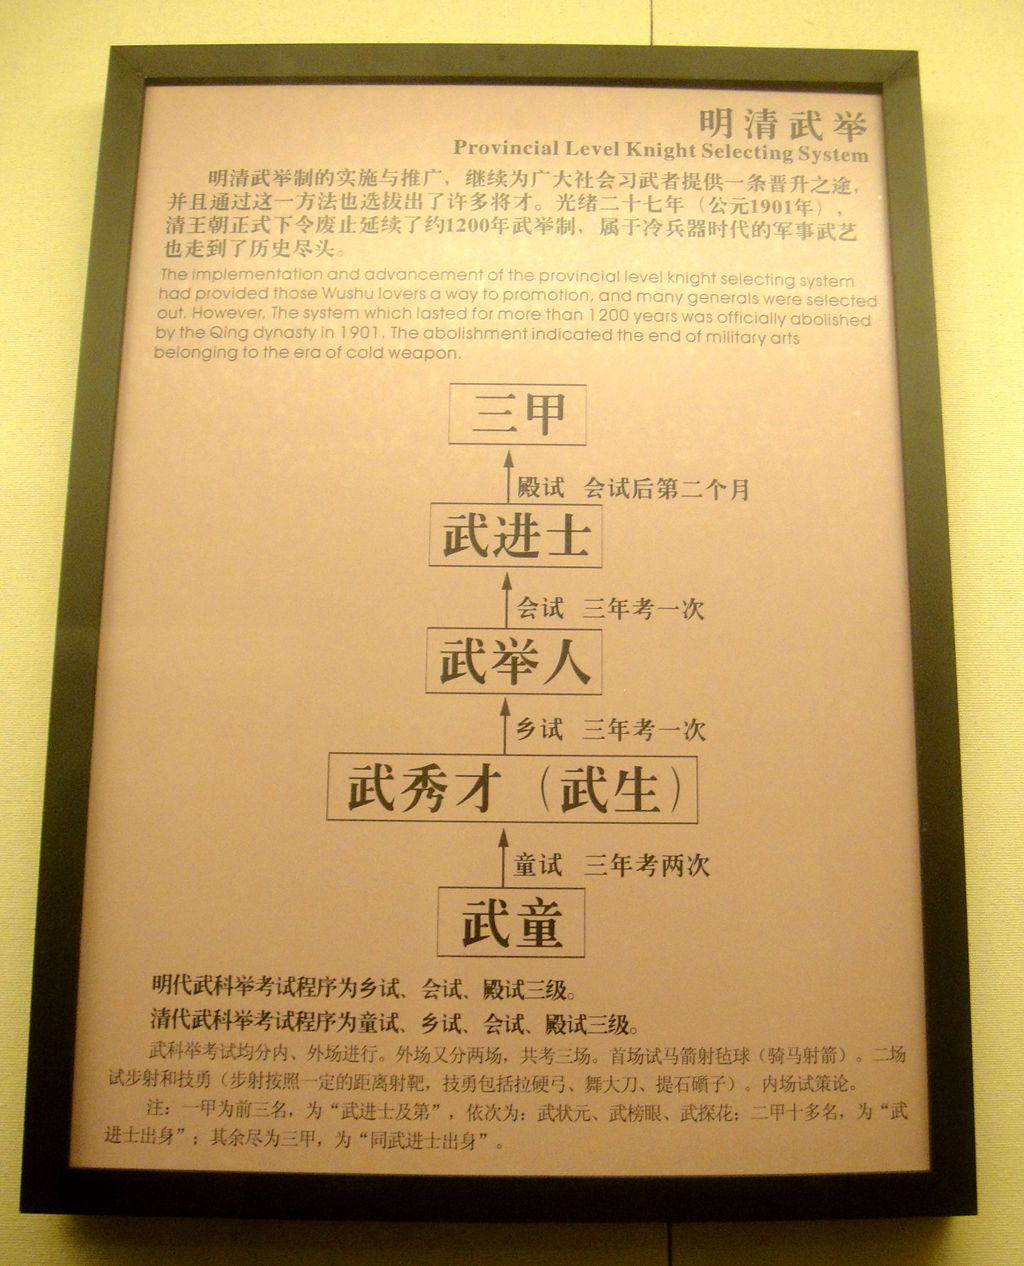 明清武举
Provincial Level Knight Selecting System
明清武举制的实施与推广，继续为广大社会习武者提供一条晋升之途，
并且通过这一方法也选拔出了许多将才。光绪二十七年（公元1901年），
清王朝正式下令废止延续了约1200年武举制，属于冷兵器时代的军事武艺
也走到了历史尽头。
The implementation and advancement of the provincial level knight selecting system
had provided those Wushu lovers a way to promotion, and many generals were selected
out. However, The system which lasted for more than 1200 years was officially abolished
by the Qing dynasty in 1901. The abolishment indicated the end of military arts
belonging to the era of cold weapon.
三甲
殿试 会试后第二个月
武进士
会试 三年考一次
武举人
乡试 三年考一次
武秀才（武生）
童试 三年考两次
武童
明代武科举考试程序为乡试、会试、殿试三级。
清代武科举考试程序为童试、乡试、会试、殿试三级。
武科举考试均分内、外场进行。外场又分两场，共考三场。首场试马箭射毡球（骑马射箭）。二场
试步射和技勇（步射按照一定的距离射靶，技勇包括拉硬弓、舞大刀、提石礩子）。内场试策论。
注：一甲为前三名，为“武进士及第”，依次为：武状元、武榜眼、武探花；二甲十多名，为“武
进士出身”；其余尽为三甲，为“同武进士出身”。